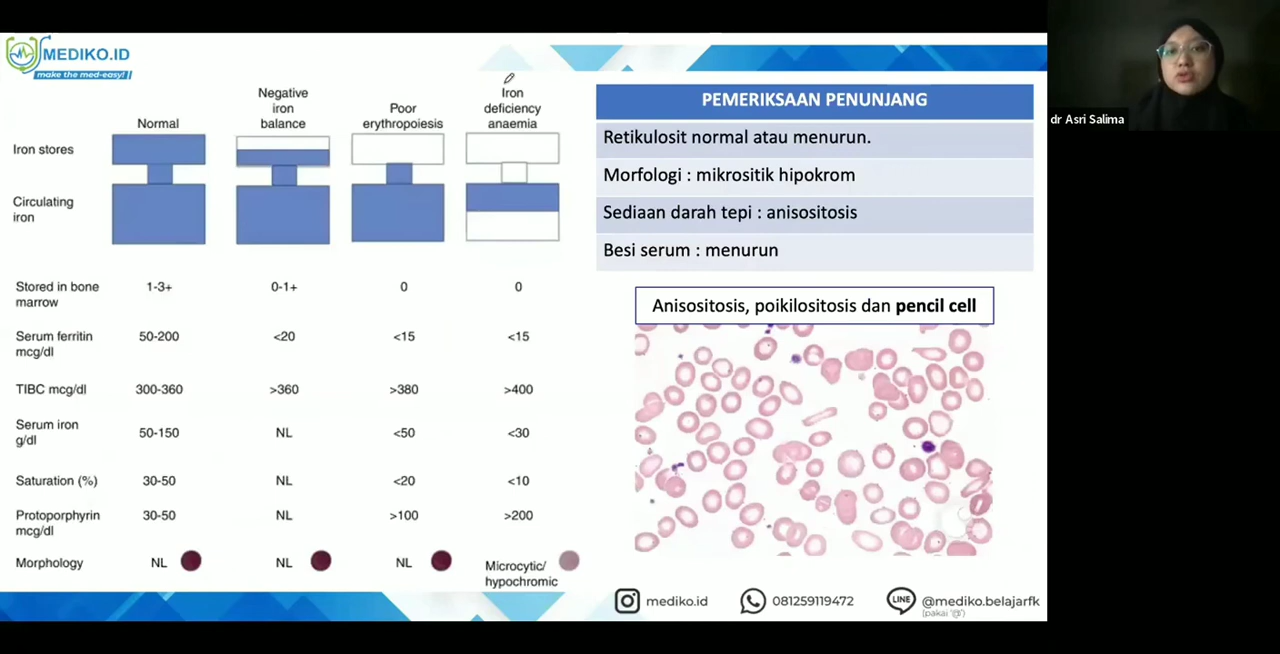 MEDIKO.ID
make the med-easy!
Normal
Negative
iron
balance
Poor
erythropoiesis
Iron
deficiency
anaemia
Iron stores
Circulating
iron
Stored in bone
marrow
1-3+ 0-1+ 0 0
Serum ferritin
mcg/dl
50-200 <20 <15 <15
TIBC mcg/dl 300-360 >360 >380 >400
Serum iron
g/dl
50-150 NL <50 <30
Saturation (%) 30-50 NL <20 <10
Protoporphyrin
mcg/dl
30-50 NL >100 >200
Morphology NL NL NL Microcytic/
hypochromic
PEMERIKSAAN PENUNJANG
Retikulosit normal atau menurun.
Morfologi : mikrositik hipokrom
Sediaan darah tepi : anisositosis
Besi serum : menurun
Anisositosis, poikilositosis dan pencil cell
mediko.id
081259119472
LINE
@mediko.belajarfk
(pakai '@')
dr Asri Salima